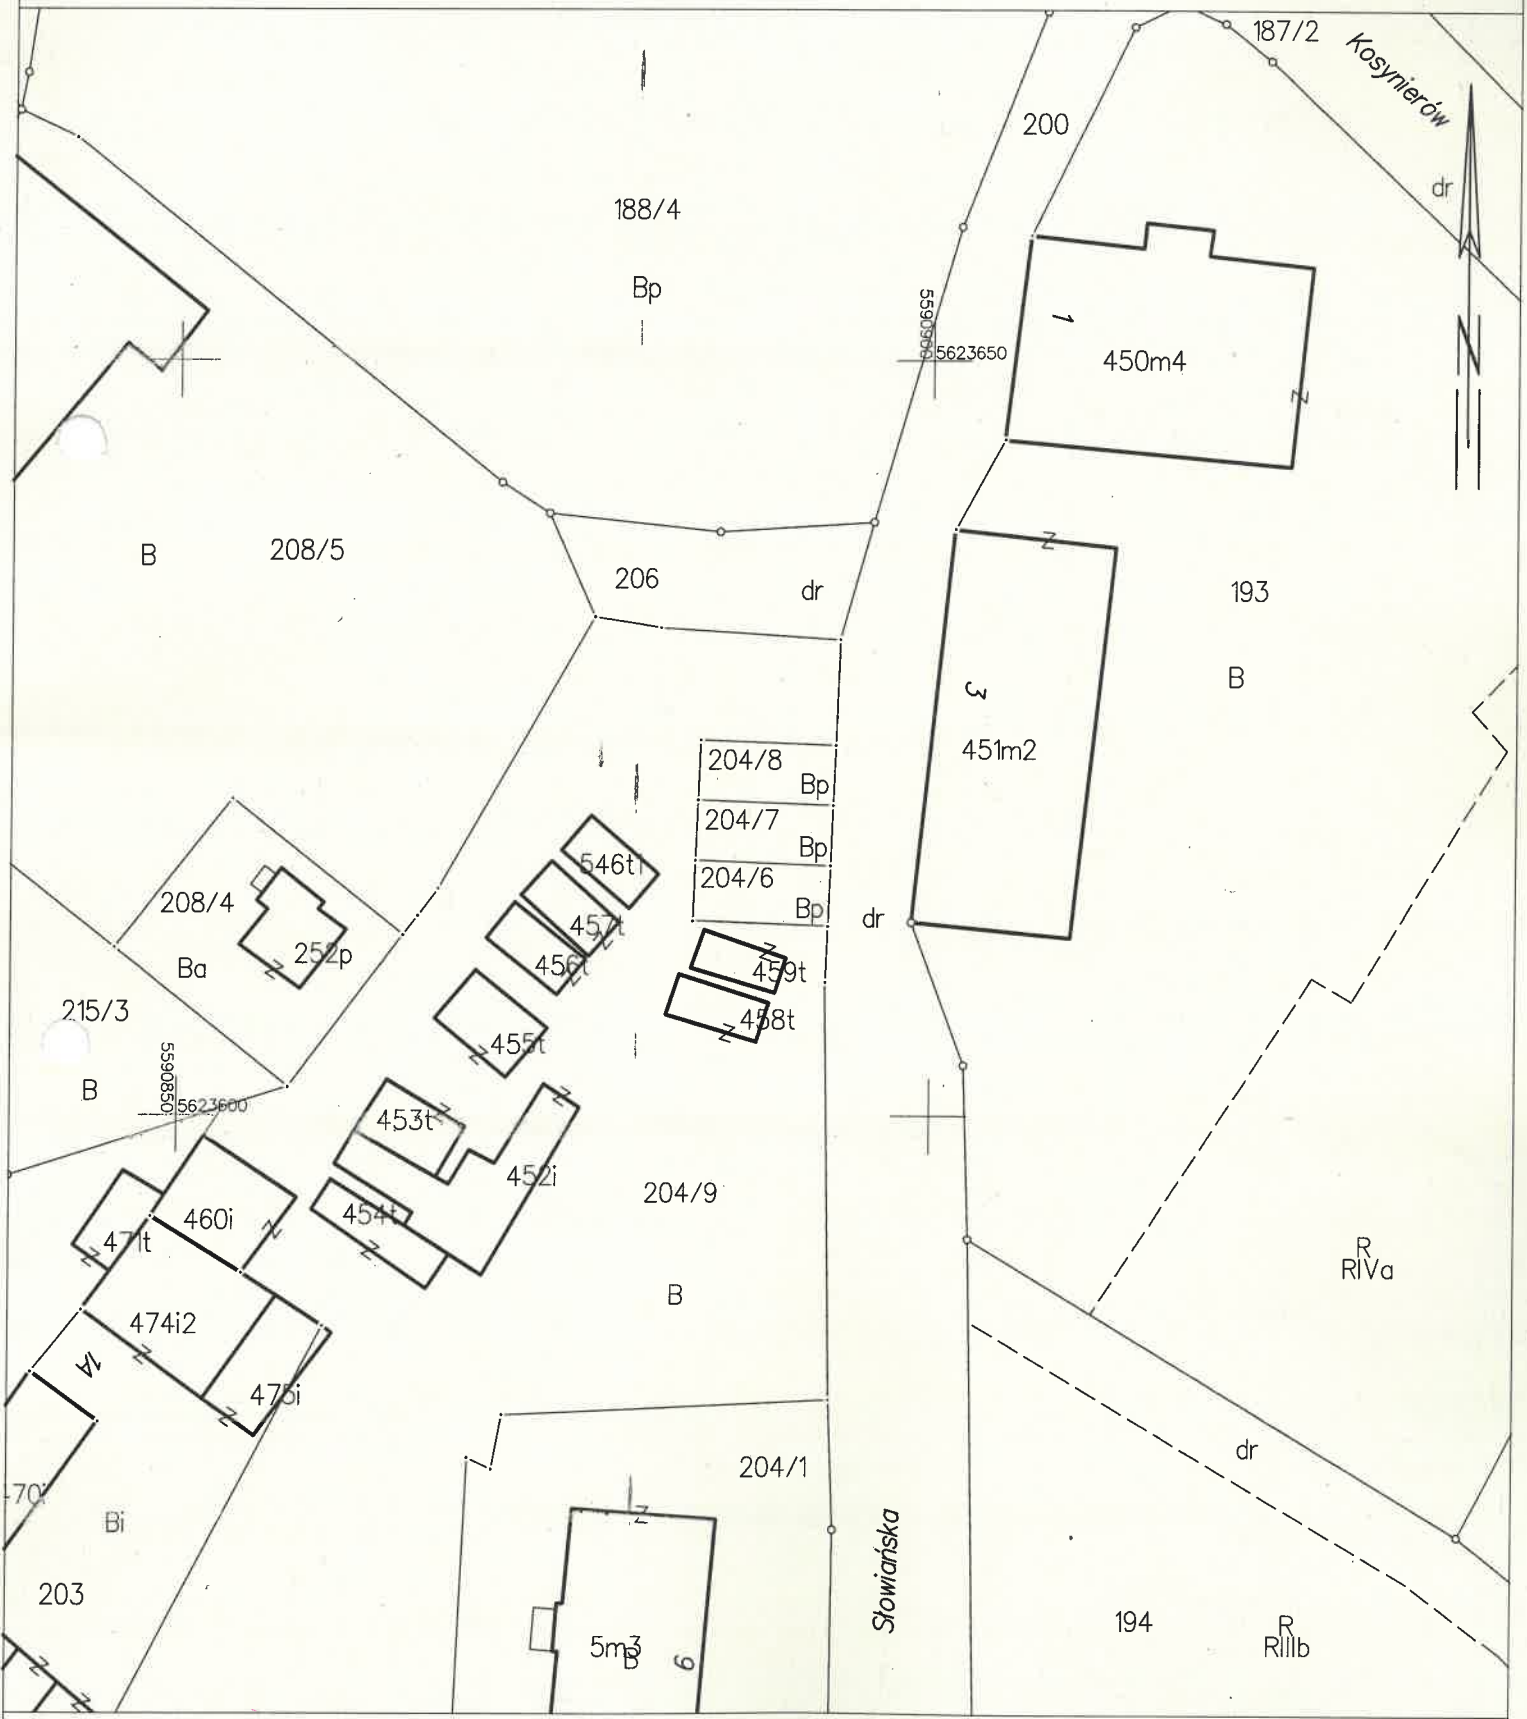 187/2
Kosynierów
200
dr
188/4
Bp
5590900
5623650
1
450m4
Z
N
B
208/5
206
dr
193
Z
B
3
451m2
204/8
Bp
204/7
Bp
546t1
204/6
Bp
208/4
457t
Z
dr
252p
Z
456t
Z
459t
Z
Ba
458t
Z
215/3
455t
Z
B
5590850
5623600
453t
Z
Z
452i
204/9
460i
Z
454t
Z
471t
Z
R
RIVa
B
474i2
Z
1A
475i
Z
dr
204/1
470i
Bi
Z
Słowiańska
203
194
R
RIIIb
5m3
B
6
Z
Z